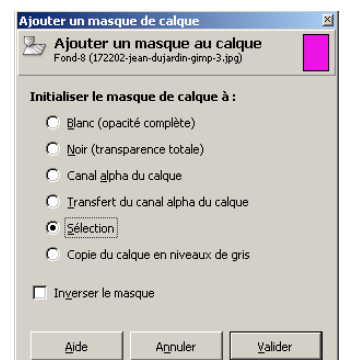 Ajouter un masque de calque
Ajouter un masque au calque
Fond-8 (172202-jean-dujardin-gimp-3.jpg)
Initialiser le masque de calque à :
Blanc (opacité complète)
Noir (transparence totale)
Canal alpha du calque
Transfert du canal alpha du calque
Sélection
Copie du calque en niveaux de gris
Inverser le masque
Aide Annuler Valider